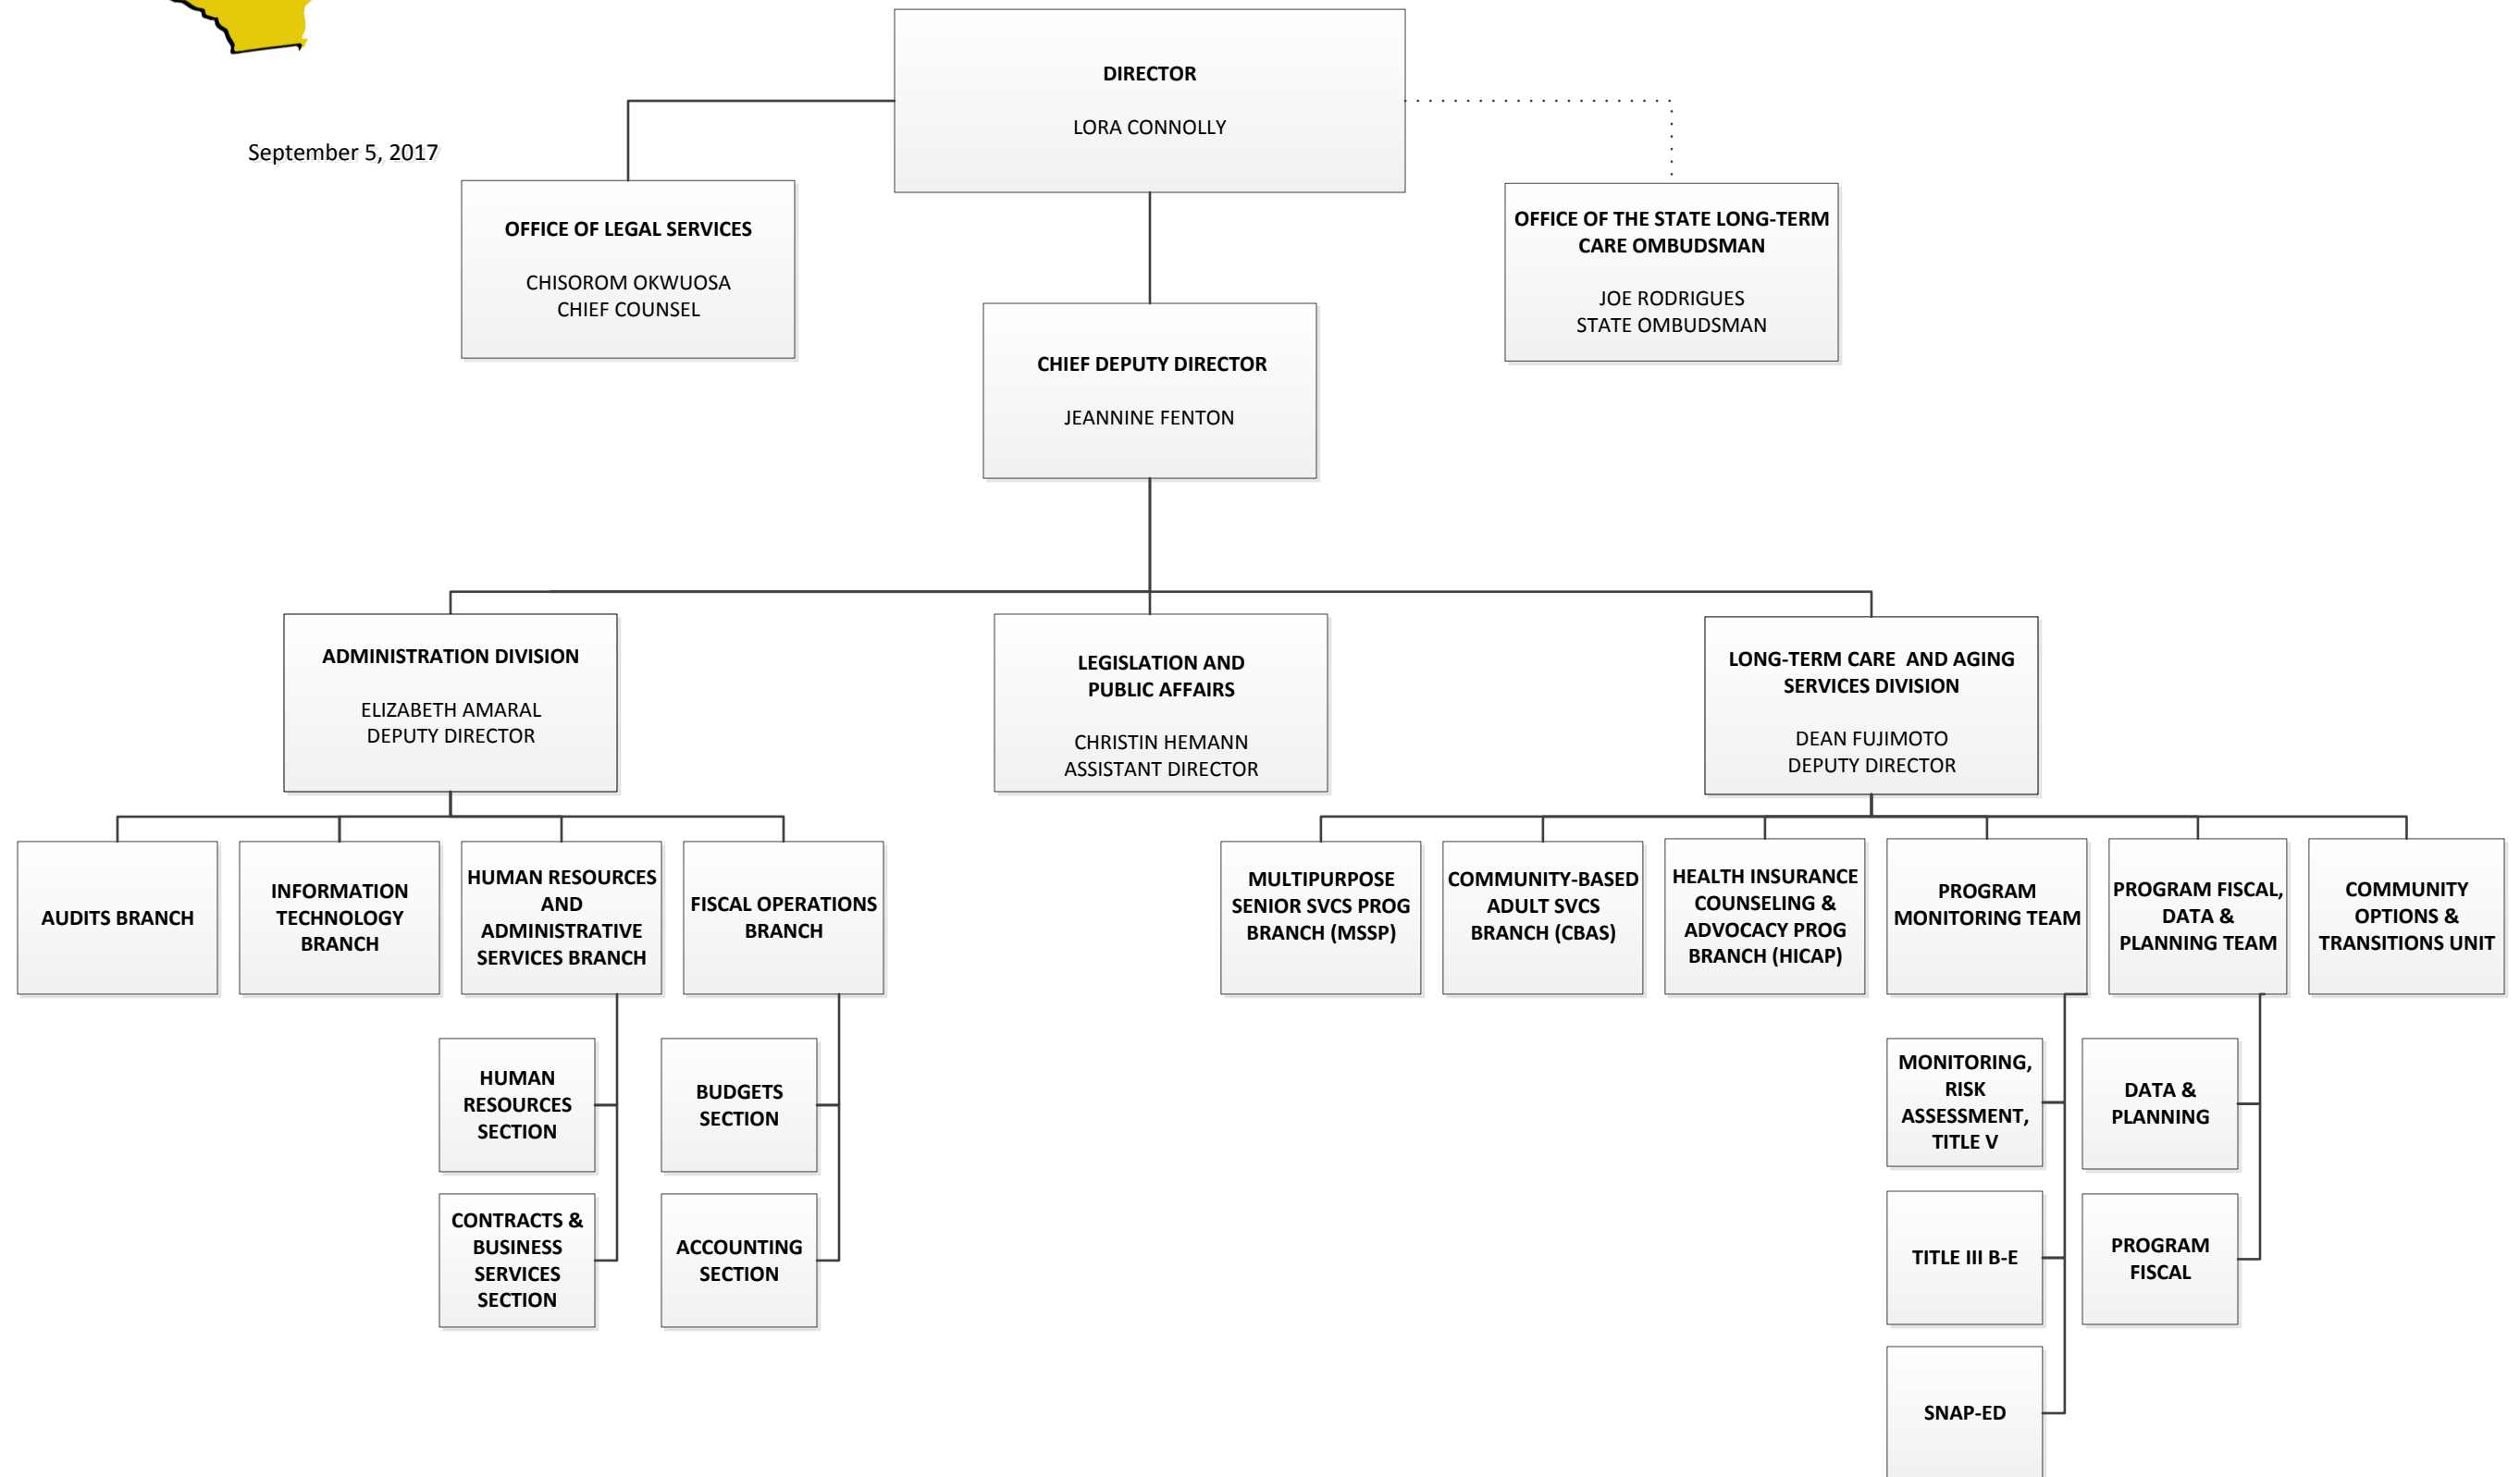 DIRECTOR
LORA CONNOLLY
September 5, 2017
OFFICE OF LEGAL SERVICES
CHISOROM OKWUOSA
CHIEF COUNSEL
OFFICE OF THE STATE LONG-TERM
CARE OMBUDSMAN
JOE RODRIGUES
STATE OMBUDSMAN
CHIEF DEPUTY DIRECTOR
JEANNINE FENTON
ADMINISTRATION DIVISION
ELIZABETH AMARAL
DEPUTY DIRECTOR
LEGISLATION AND
PUBLIC AFFAIRS
CHRISTIN HEMANN
ASSISTANT DIRECTOR
LONG-TERM CARE  AND AGING
SERVICES DIVISION
DEAN FUJIMOTO
DEPUTY DIRECTOR
AUDITS BRANCH
INFORMATION
TECHNOLOGY
BRANCH
HUMAN RESOURCES
AND
ADMINISTRATIVE
SERVICES BRANCH
FISCAL OPERATIONS
BRANCH
MULTIPURPOSE
SENIOR SVCS PROG
BRANCH (MSSP)
COMMUNITY-BASED
ADULT SVCS
BRANCH (CBAS)
HEALTH INSURANCE
COUNSELING &
ADVOCACY PROG
BRANCH (HICAP)
PROGRAM
MONITORING TEAM
PROGRAM FISCAL,
DATA &
PLANNING TEAM
COMMUNITY
OPTIONS &
TRANSITIONS UNIT
HUMAN
RESOURCES
SECTION
BUDGETS
SECTION
MONITORING,
RISK
ASSESSMENT,
TITLE V
DATA &
PLANNING
CONTRACTS &
BUSINESS
SERVICES
SECTION
ACCOUNTING
SECTION
TITLE III B-E
PROGRAM
FISCAL
SNAP-ED